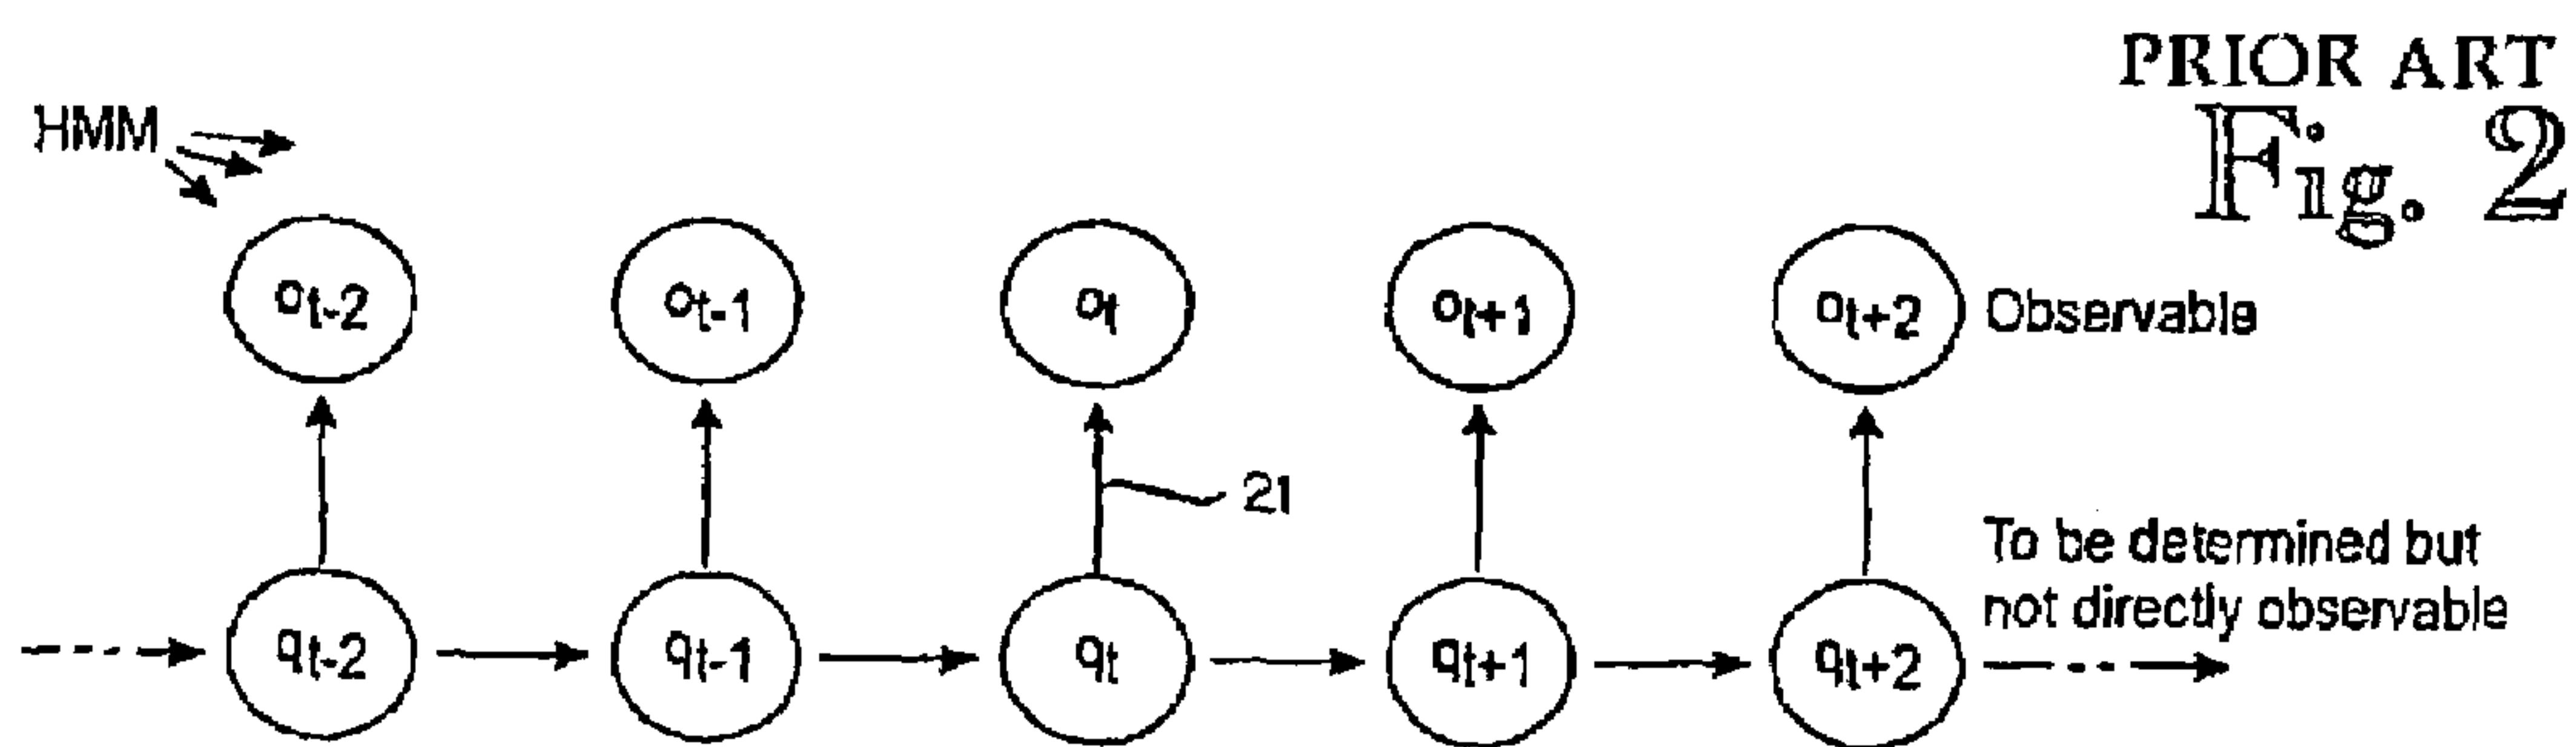 PRIOR ART
Fig. 2
HMM
ot-2 ot-1 ot ot+1 ot+2 Observable
21
To be determined but
not directly observable
qt-2 qt-1 qt qt+1 qt+2